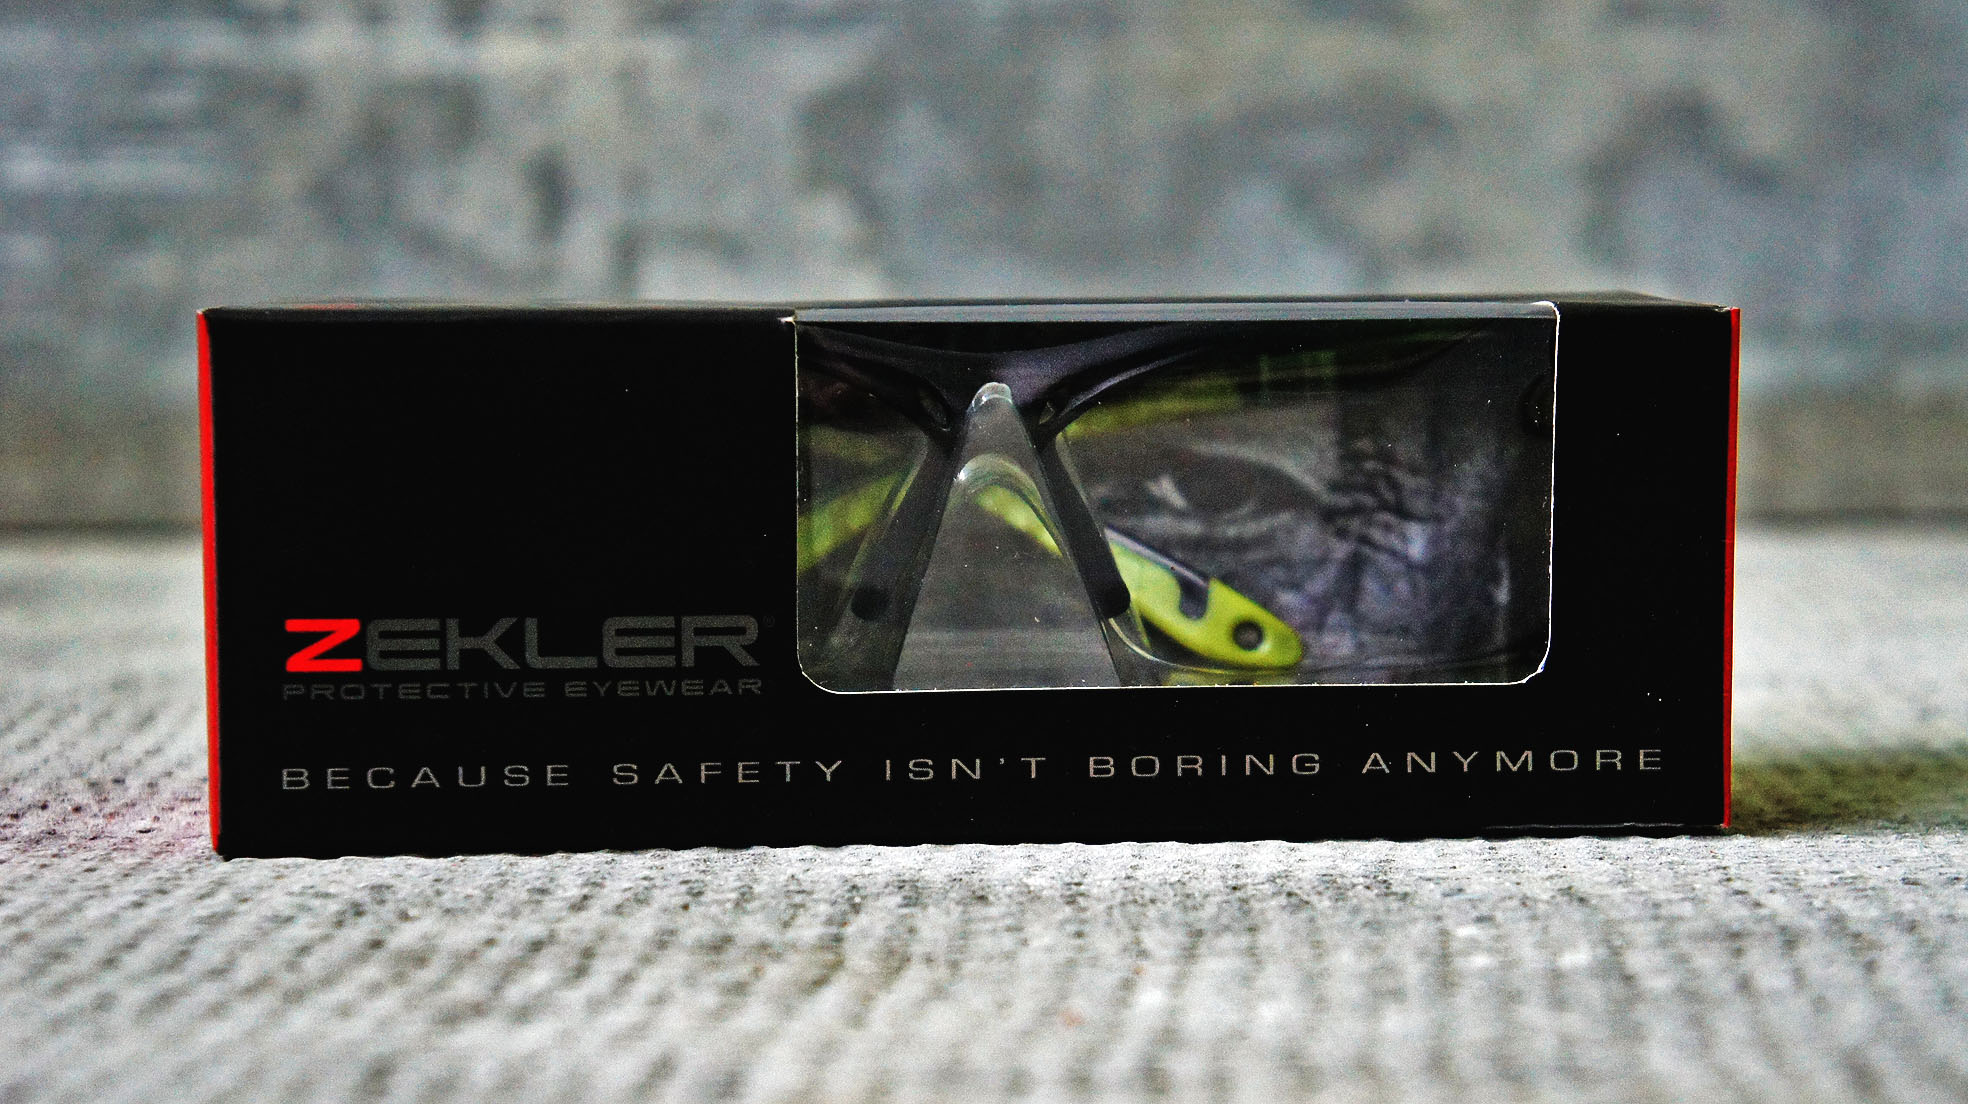 ZEKLER®
PROTECTIVE EYEWEAR
BECAUSE SAFETY ISN'T BORING ANYMORE